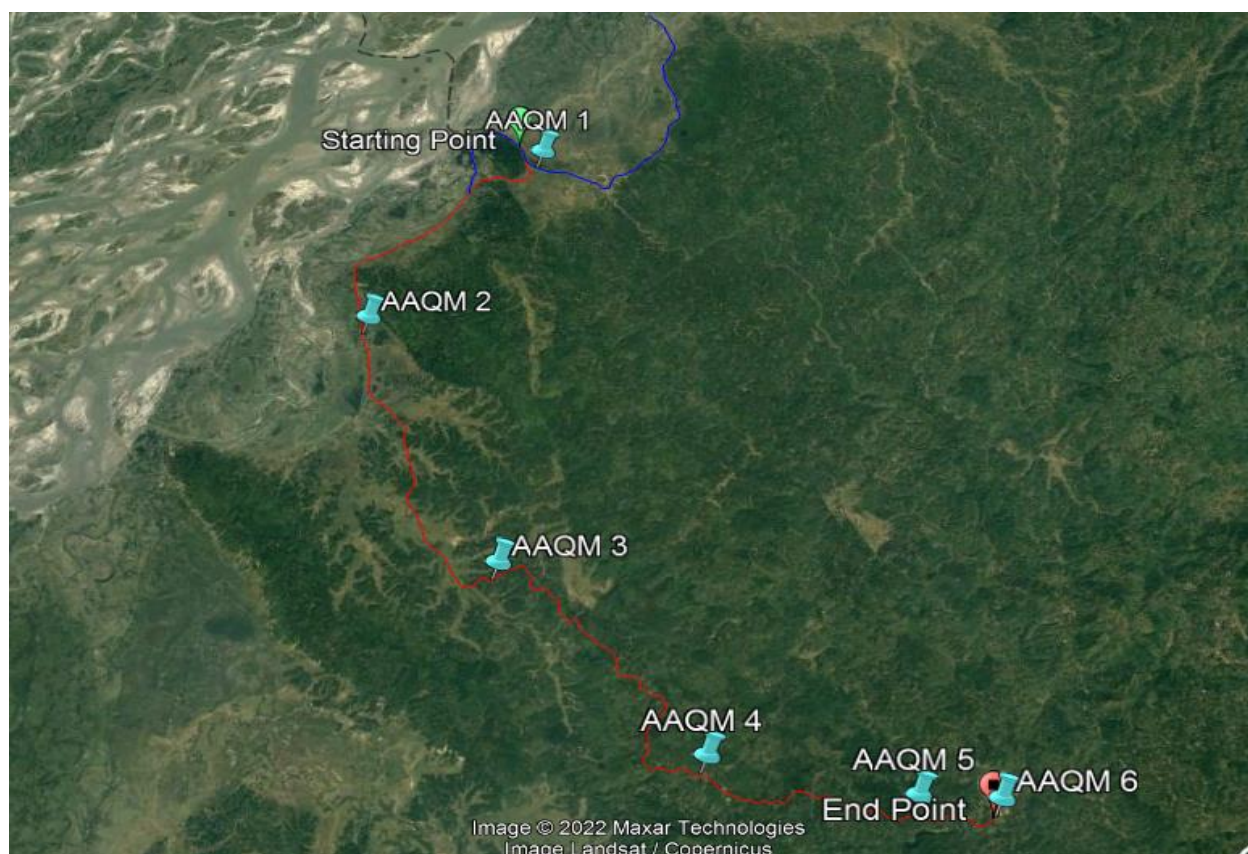 AAQM 1
Starting Point
AAQM 2
AAQM 3
AAQM 4
AAQM 5
AAQM 6
End Point
Image © 2022 Maxar Technologies
Image Landsat / Copernicus